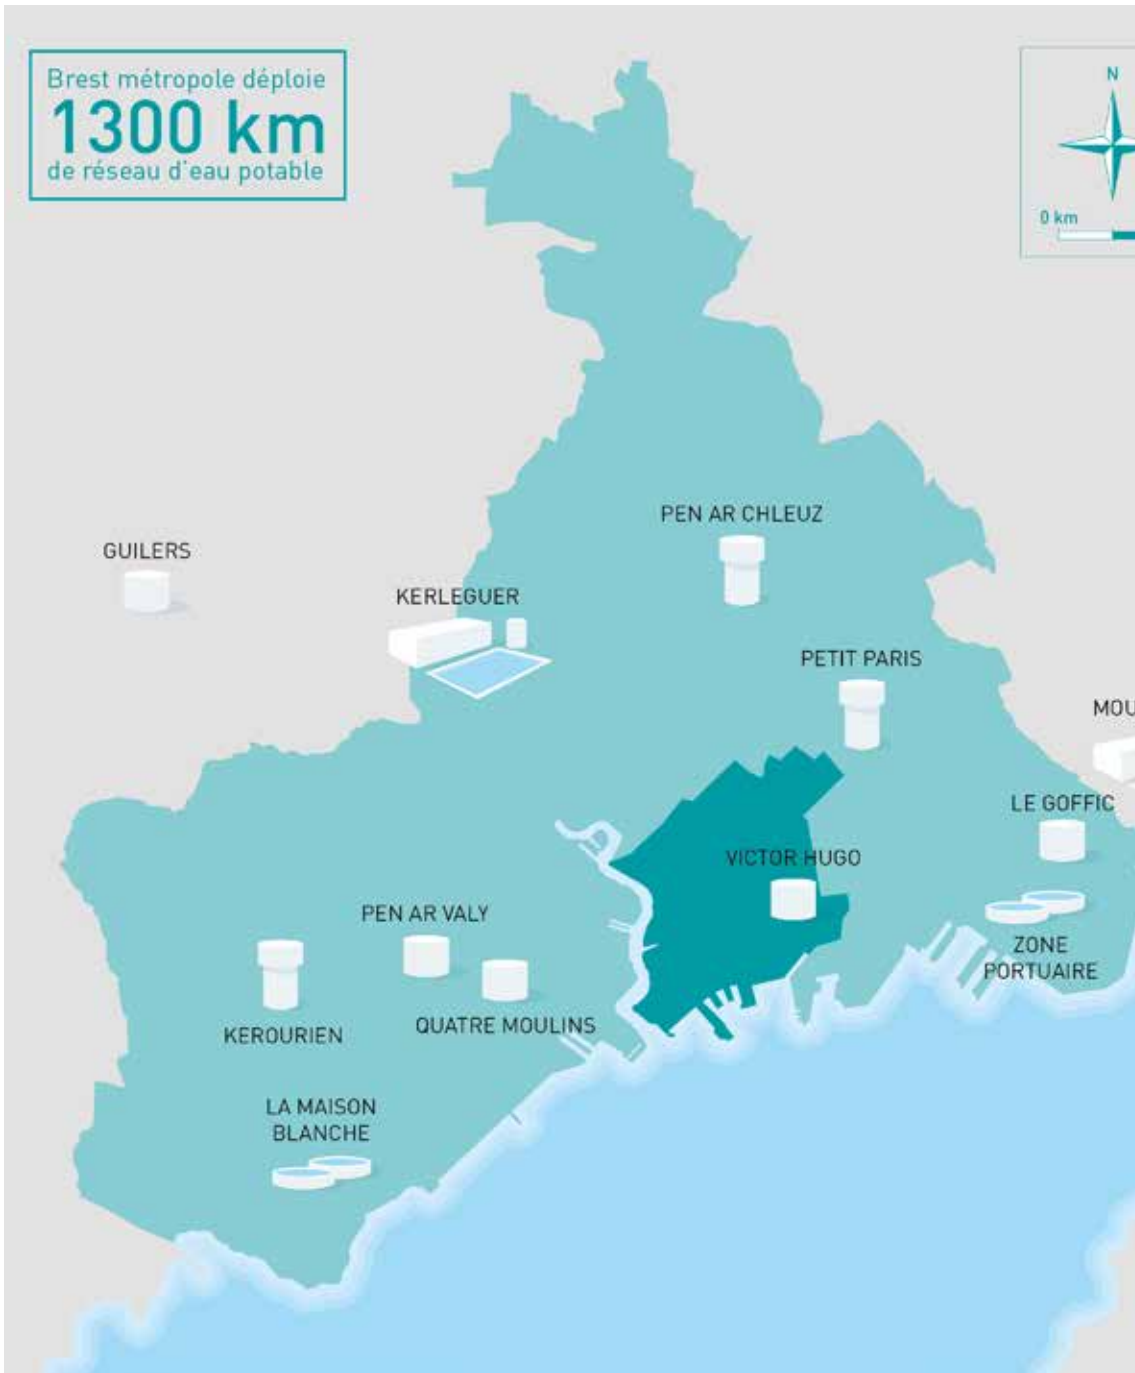 Brest métropole déploie
1300 km
de réseau d'eau potable
N
0 km
PEN AR CHLEUZ
GUILERS
KERLEGUER
PETIT PARIS
MOU
LE GOFFIC
VICTOR HUGO
PEN AR VALY
ZONE
PORTUAIRE
QUATRE MOULINS
KEROURIEN
LA MAISON
BLANCHE